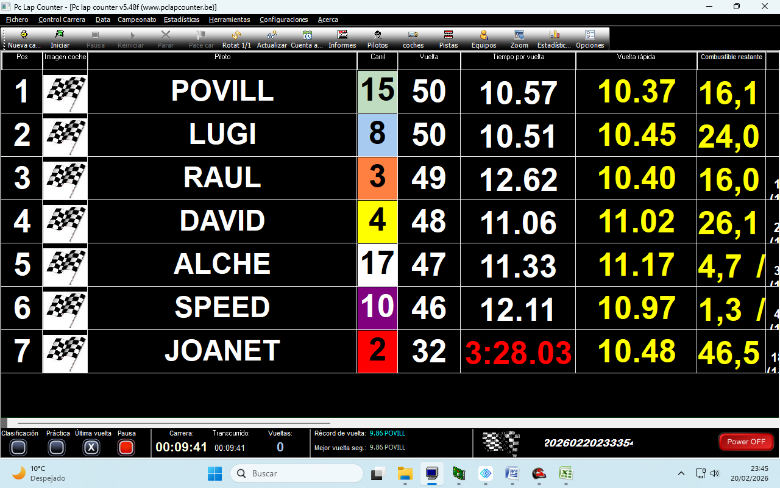 Pc Lap Counter - [Pc lap counter v5.48f (www.pclapcounter.be)]
Fichero Control Carrera Data Campeonato Estadísticas Herramientas Configuraciones Acerca
Nueva ca... Iniciar Pausa Reiniciar Parar Pace car Rotat 1/1 Actualizar Cuenta a... Informes Pilotos coches Pistas Equipos Zoom Estadístic... Opciones
Pos Imagen coche Piloto Carril Vuelta Tiempo por vuelta Vuelta rápida Combustible restante
1 POVILL 15 50 10.57 10.37 16,1
2 LUGI 8 50 10.51 10.45 24,0
3 RAUL 3 49 12.62 10.40 16,0
4 DAVID 4 48 11.06 11.02 26,1
5 ALCHE 17 47 11.33 11.17 4,7 /
6 SPEED 10 46 12.11 10.97 1,3 /
7 JOANET 2 32 3:28.03 10.48 46,5
Clasificación Práctica Última vuelta Pausa Carrera: Transcurrido: Vueltas: Récord de vuelta: 9.86 POVILL
X 00:09:41 00:09:41 0 Mejor vuelta seg.: 9.86 POVILL
20260220233354
Power OFF
10°C
Despejado
Buscar
23:45
20/02/2026